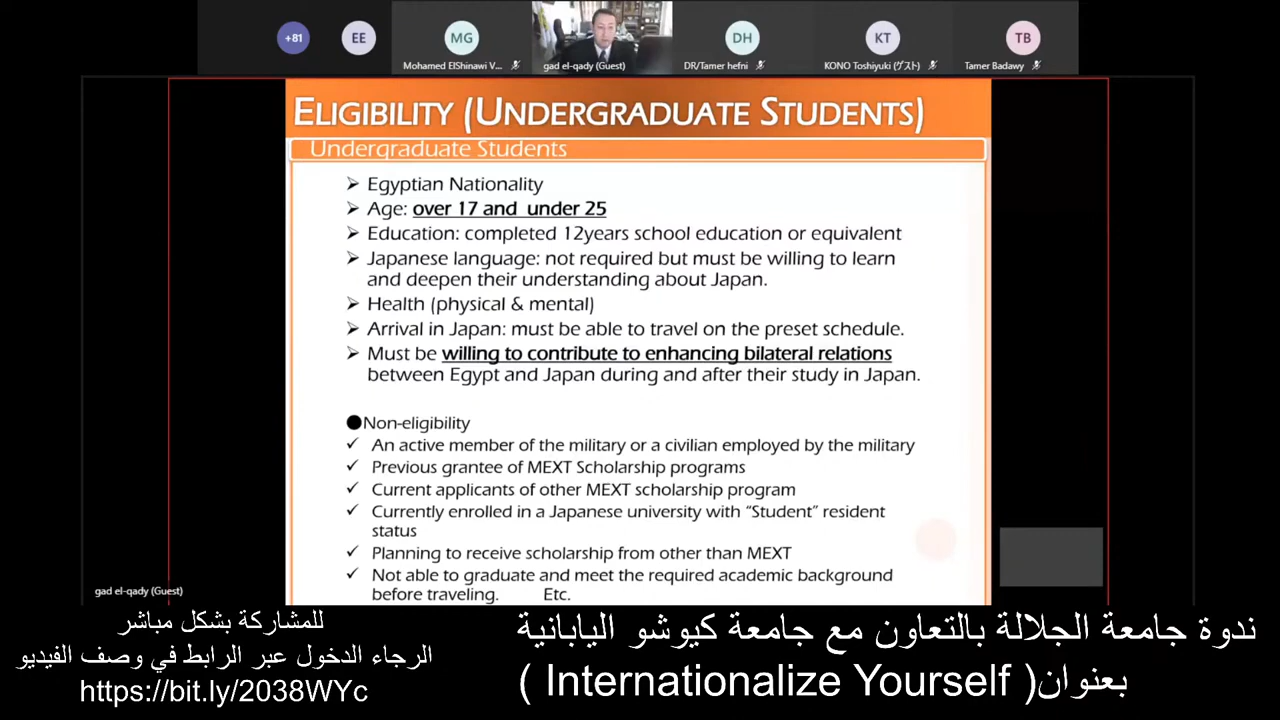 +81
EE
MG
DH
KT
TB
Mohamed ElShinawi V...
gad el-qady (Guest)
DR/Tamer hefni
KONO Toshiyuki (ゲスト)
Tamer Badawy
ELIGIBILITY (UNDERGRADUATE STUDENTS)
Undergraduate Students
➢ Egyptian Nationality
➢ Age: over 17 and under 25
➢ Education: completed 12years school education or equivalent
➢ Japanese language: not required but must be willing to learn
and deepen their understanding about Japan.
➢ Health (physical & mental)
➢ Arrival in Japan: must be able to travel on the preset schedule.
➢ Must be willing to contribute to enhancing bilateral relations
between Egypt and Japan during and after their study in Japan.
●Non-eligibility
✓ An active member of the military or a civilian employed by the military
✓ Previous grantee of MEXT Scholarship programs
✓ Current applicants of other MEXT scholarship program
✓ Currently enrolled in a Japanese university with “Student” resident
status
✓ Planning to receive scholarship from other than MEXT
✓ Not able to graduate and meet the required academic background
before traveling. Etc.
gad el-qady (Guest)
للمشاركة بشكل مباشر
الرجاء الدخول عبر الرابط في وصف الفيديو
https://bit.ly/2038WYc
ندوة جامعة الجلالة بالتعاون مع جامعة كيوشو اليابانية
بعنوان( Internationalize Yourself )